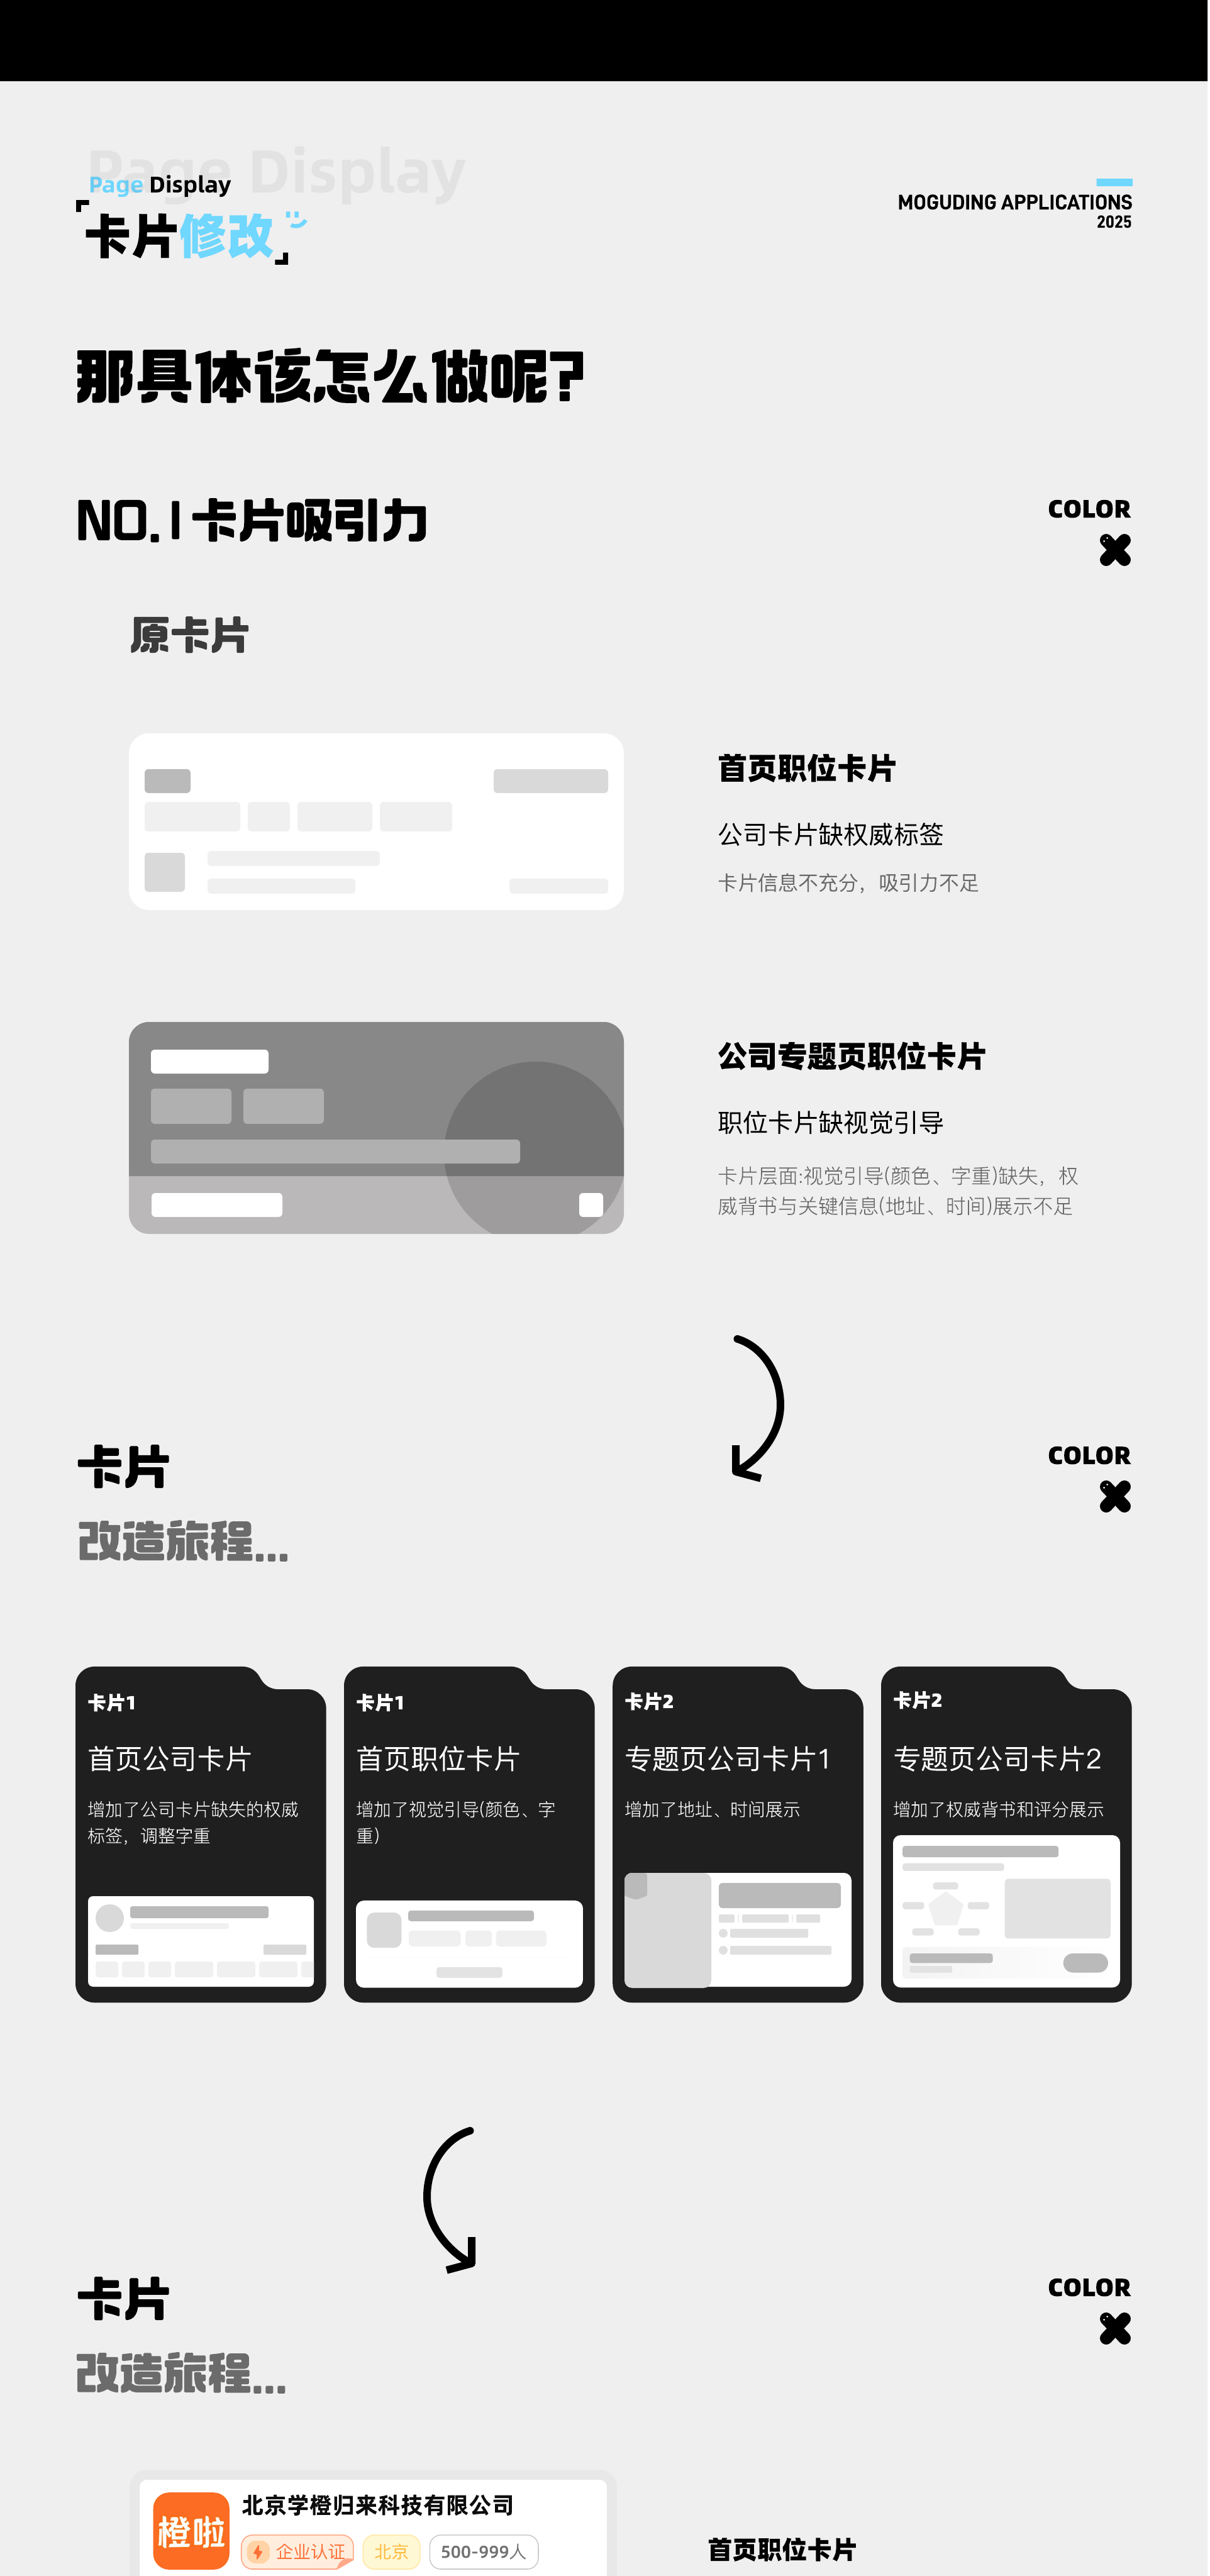 Page Display
Page Display
卡片修改
MOGUDING APPLICATIONS
2025
那具体该怎么做呢?
NO.1卡片吸引力
COLOR
原卡片
首页职位卡片
公司卡片缺权威标签
卡片信息不充分，吸引力不足
公司专题页职位卡片
职位卡片缺视觉引导
卡片层面:视觉引导(颜色、字重)缺失，权
威背书与关键信息(地址、时间)展示不足
卡片
改造旅程...
COLOR
卡片1
首页公司卡片
增加了公司卡片缺失的权威
标签，调整字重
卡片1
首页职位卡片
增加了视觉引导(颜色、字
重)
卡片2
专题页公司卡片1
增加了地址、时间展示
卡片2
专题页公司卡片2
增加了权威背书和评分展示
卡片
改造旅程...
COLOR
橙啦
北京学橙归来科技有限公司
企业认证
北京
500-999人
首页职位卡片